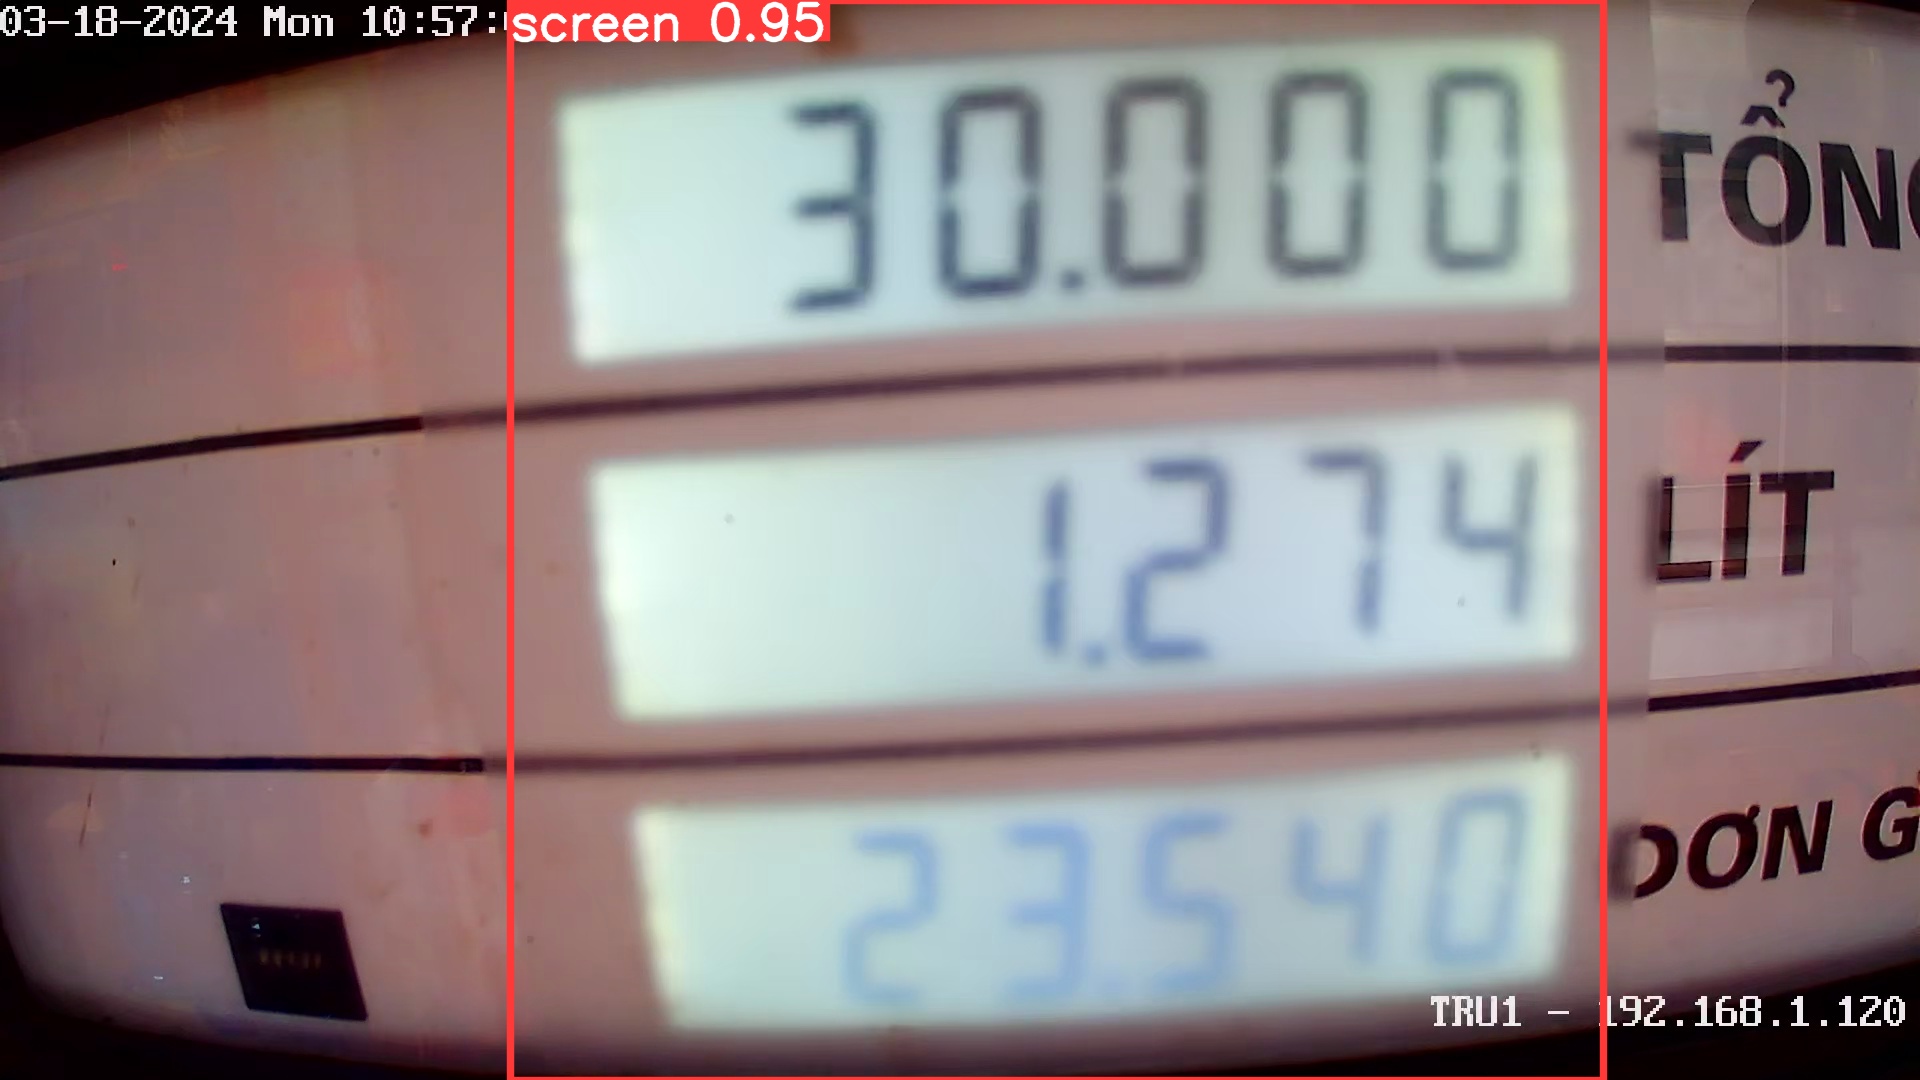 03-18-2024 Mon 10:57:
screen 0.95
30.000
TỔNG
1.274
LÍT
23.540
ĐƠN G
TRU1 - 192.168.1.120